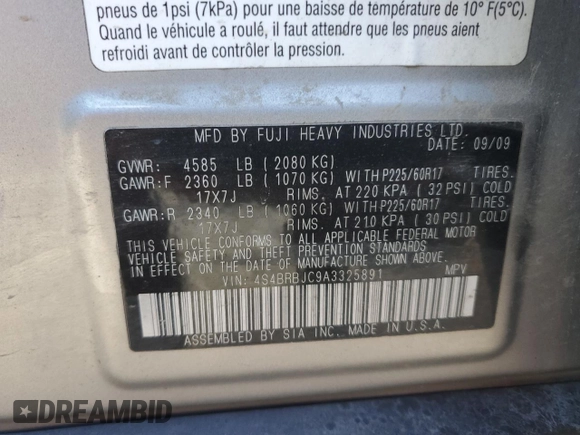 pneus de 1psi (7kPa) pour une baisse de température de 10° F(5°C).
Quand le véhicule a roulé, il faut attendre que les pneus aient
refroidi avant de contrôler la pression.
MFD BY FUJI HEAVY INDUSTRIES LTD.
DATE: 09/09
GVWR: 4585 LB (2080 KG)
GAWR:F 2360 LB (1070 KG) WITH P225/60R17 TIRES.
17X7J RIMS. AT 220 KPA (32 PSI) COLD
GAWR:R 2340 LB (1060 KG) WITH P225/60R17 TIRES.
17X7J RIMS. AT 210 KPA (30 PSI) COLD
THIS VEHICLE CONFORMS TO ALL APPLICABLE FEDERAL MOTOR
VEHICLE SAFETY AND THEFT PREVENTION STANDARDS
IN EFFECT ON THE DATE OF MANUFACTURE SHOWN ABOVE.
VIN: 4S4BRBJC9A3325891 MPV
ASSEMBLED BY SIA INC. MADE IN U.S.A.
DREAMBID